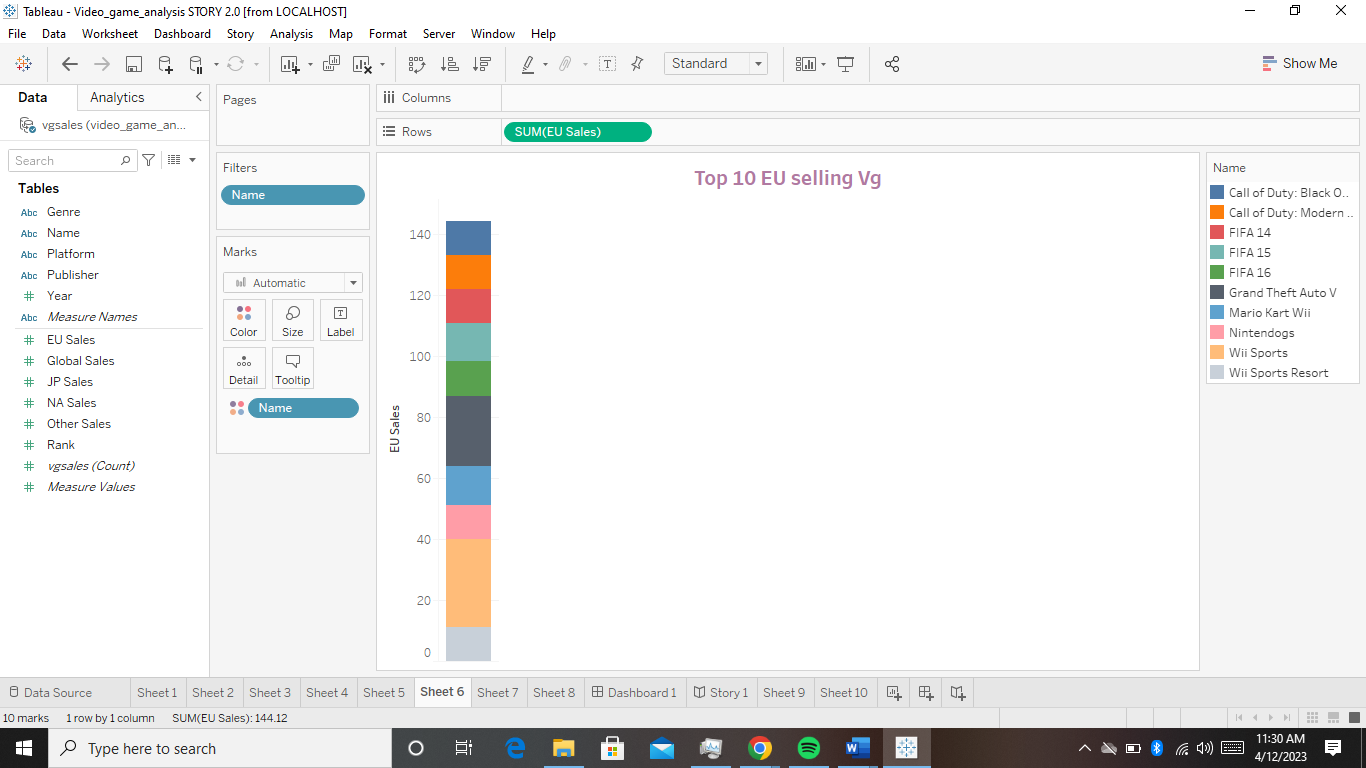 Tableau - Video_game_analysis STORY 2.0 [from LOCALHOST]
File Data Worksheet Dashboard Story Analysis Map Format Server Window Help
Standard
Show Me
Data Analytics
vgsales (video_game_an...
Search
Tables
Abc Genre
Abc Name
Abc Platform
Abc Publisher
# Year
Abc Measure Names
# EU Sales
# Global Sales
# JP Sales
# NA Sales
# Other Sales
# Rank
# vgsales (Count)
# Measure Values
Pages
Filters
Name
Marks
Automatic
Color Size Label
Detail Tooltip
Name
Columns
Rows SUM(EU Sales)
Top 10 EU selling Vg
EU Sales
140
120
100
80
60
40
20
0
Name
Call of Duty: Black O..
Call of Duty: Modern ..
FIFA 14
FIFA 15
FIFA 16
Grand Theft Auto V
Mario Kart Wii
Nintendogs
Wii Sports
Wii Sports Resort
Data Source Sheet 1 Sheet 2 Sheet 3 Sheet 4 Sheet 5 Sheet 6 Sheet 7 Sheet 8 Dashboard 1 Story 1 Sheet 9 Sheet 10
10 marks 1 row by 1 column SUM(EU Sales): 144.12
Type here to search
11:30 AM
4/12/2023